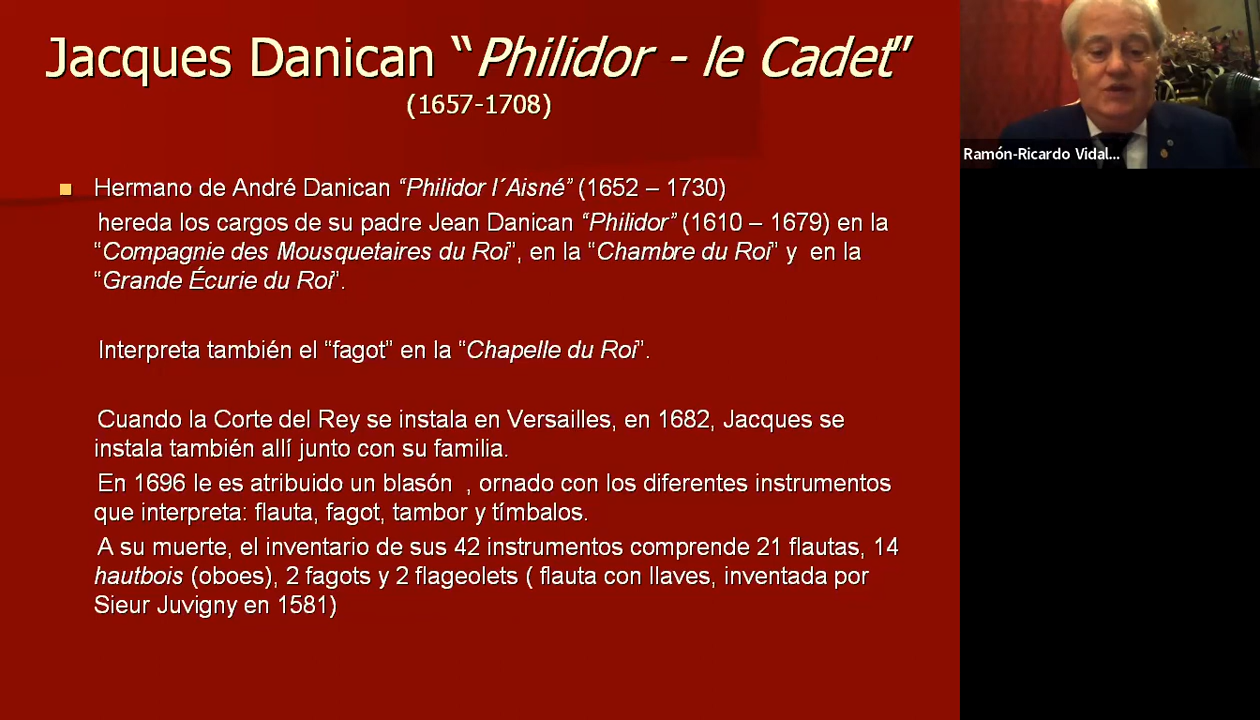 Jacques Danican “Philidor - le Cadet”
(1657-1708)
Ramón-Ricardo Vidal...
Hermano de André Danican “Philidor l´Aisné” (1652 – 1730)
hereda los cargos de su padre Jean Danican “Philidor” (1610 – 1679) en la
“Compagnie des Mousquetaires du Roi”, en la “Chambre du Roi” y en la
“Grande Écurie du Roi”.
Interpreta también el “fagot” en la “Chapelle du Roi”.
Cuando la Corte del Rey se instala en Versailles, en 1682, Jacques se
instala también allí junto con su familia.
En 1696 le es atribuido un blasón , ornado con los diferentes instrumentos
que interpreta: flauta, fagot, tambor y tímbalos.
A su muerte, el inventario de sus 42 instrumentos comprende 21 flautas, 14
hautbois (oboes), 2 fagots y 2 flageolets ( flauta con llaves, inventada por
Sieur Juvigny en 1581)